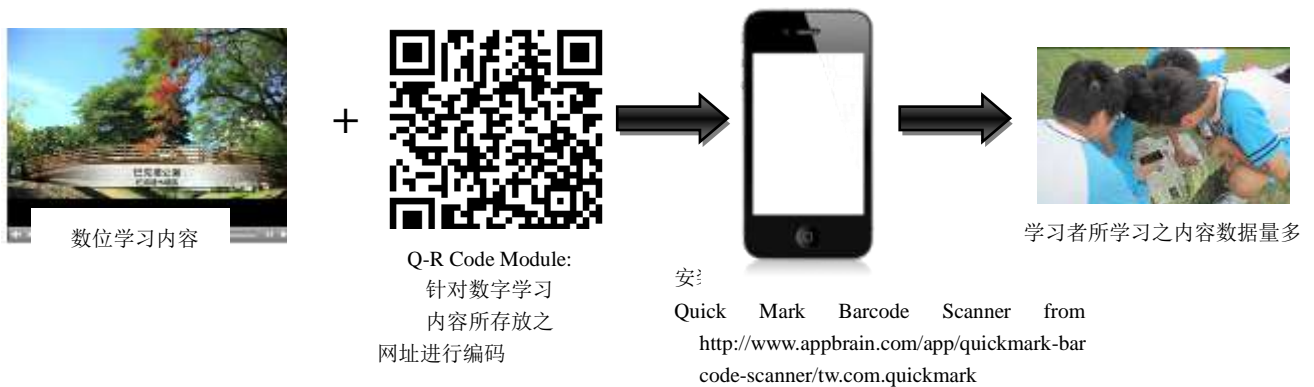 数位学习内容
+
Q-R Code Module:
针对数字学习
内容所存放之
网址进行编码
安
Quick Mark Barcode Scanner from
http://www.appbrain.com/app/quickmark-bar
code-scanner/tw.com.quickmark
学习者所学习之内容数据量多